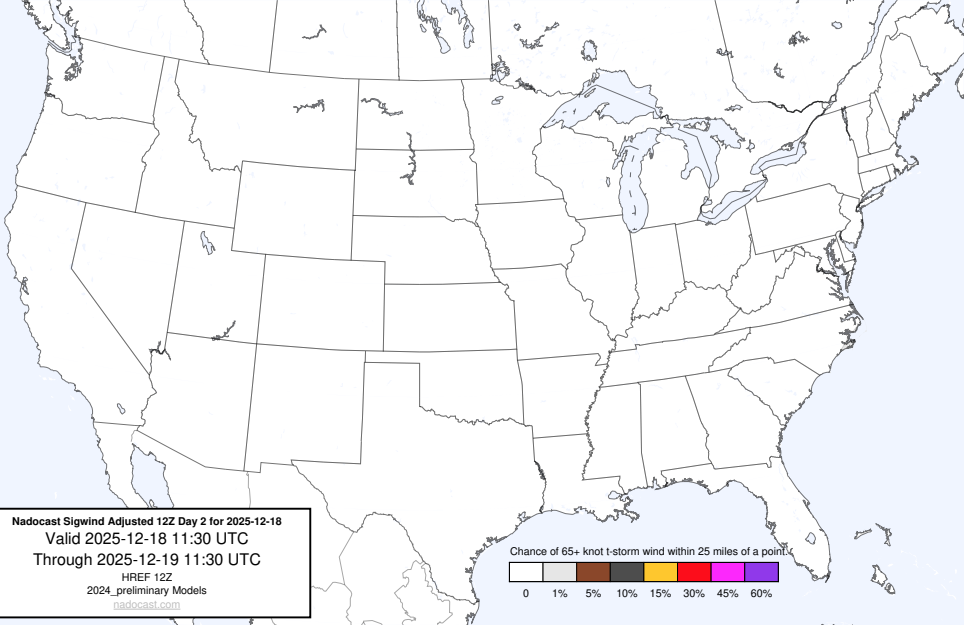 Nadocast Sigwind Adjusted 12Z Day 2 for 2025-12-18
Valid 2025-12-18 11:30 UTC
Through 2025-12-19 11:30 UTC
HREF 12Z
2024_preliminary Models
nadocast.com
Chance of 65+ knot t-storm wind within 25 miles of a point.
0 1% 5% 10% 15% 30% 45% 60%